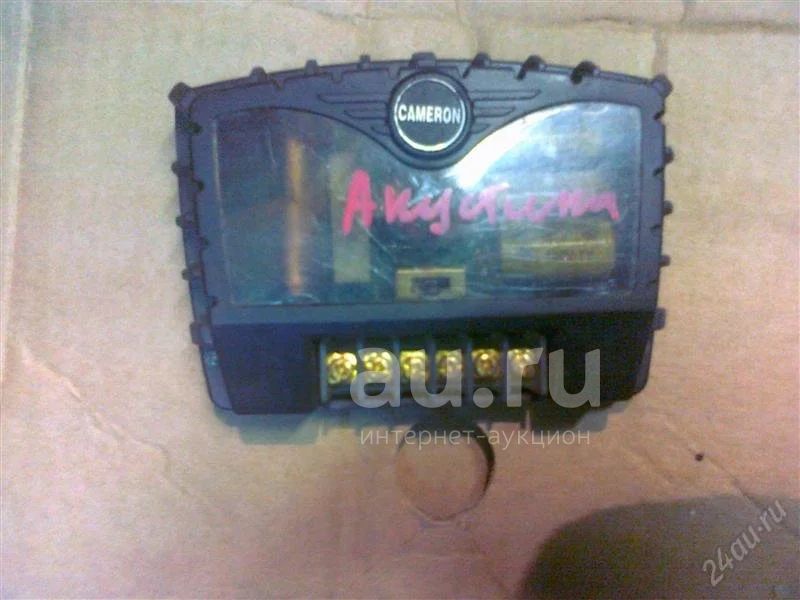 CAMERON
Акустика
au.ru
интернет-аукцион
24au.ru